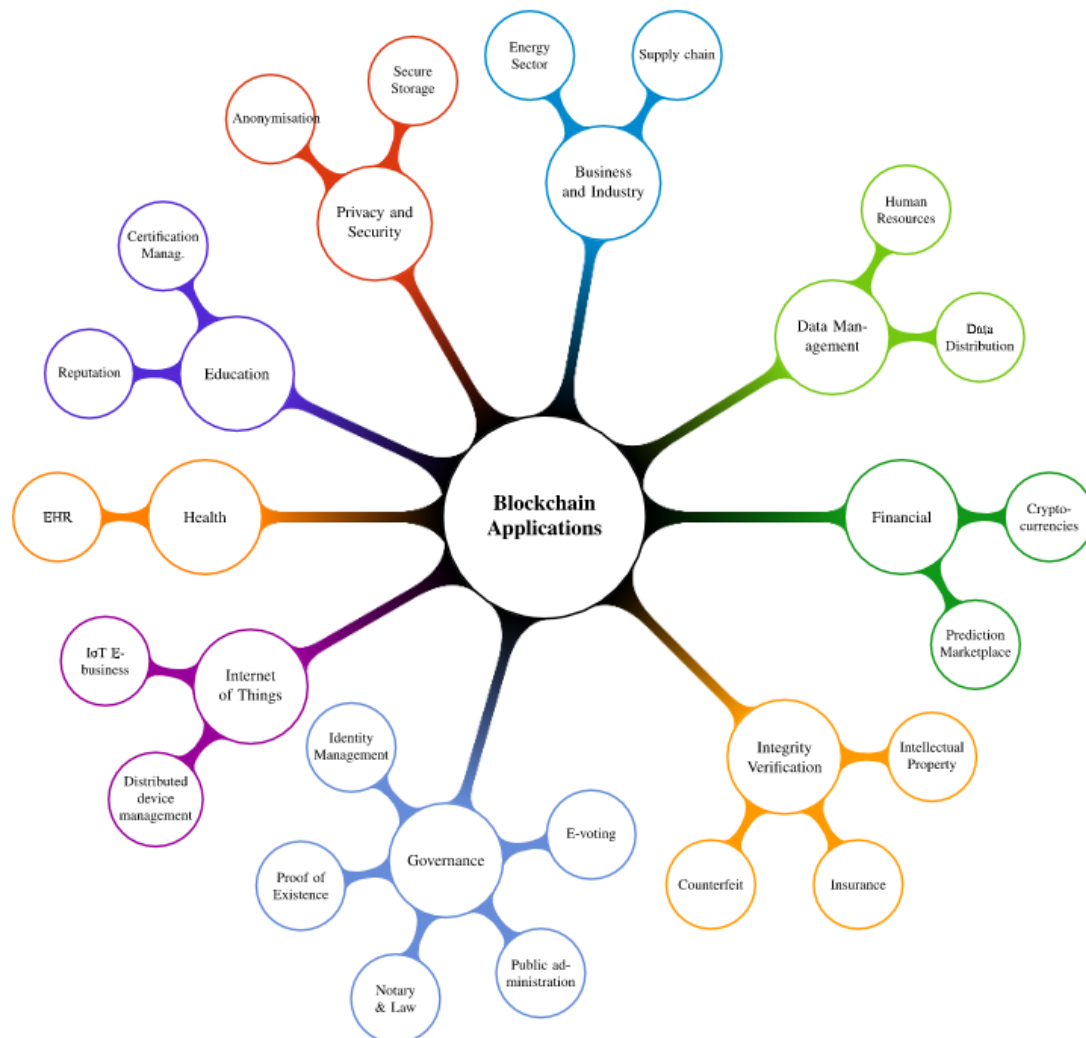 Energy
Sector
Supply chain
Secure
Storage
Anonymisation
Business
and Industry
Privacy and
Security
Human
Resources
Certification
Manag.
Data Man-
agement
Data
Distribution
Reputation
Education
Blockchain
Applications
EHR
Health
Financial
Crypto-
currencies
IoT E-
business
Internet
of Things
Prediction
Marketplace
Distributed
device
management
Identity
Management
Integrity
Verification
Intellectual
Property
Governance
E-voting
Proof of
Existence
Counterfeit
Insurance
Notary
& Law
Public ad-
ministration